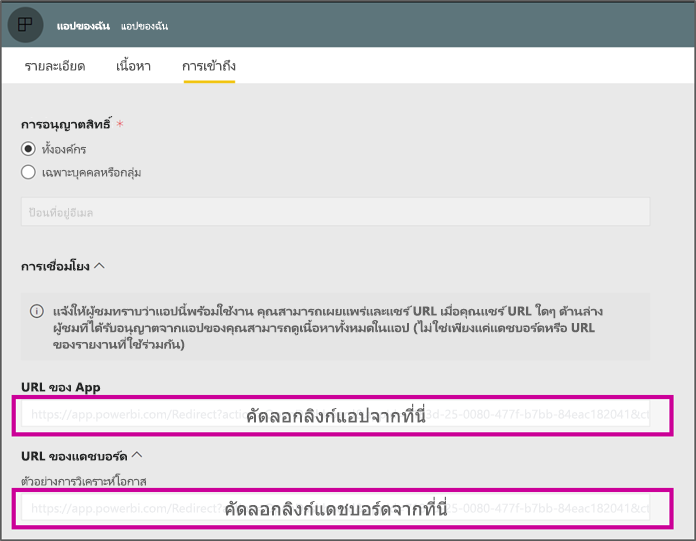 แอปของฉัน แอปของฉัน
รายละเอียด เนื้อหา การเข้าถึง
การอนุญาตสิทธิ์ *
ทั้งองค์กร
เฉพาะบุคคลหรือกลุ่ม
ป้อนที่อยู่อีเมล
การเชื่อมโยง
แจ้งให้ผู้ชมทราบว่าแอปนี้พร้อมใช้งาน คุณสามารถเผยแพร่และแชร์ URL เมื่อคุณแชร์ URL ใดๆ ด้านล่าง
ผู้ชมที่ได้รับอนุญาตจากแอปของคุณสามารถดูเนื้อหาทั้งหมดในแอป (ไม่ใช่เพียงแค่แดชบอร์ดหรือ URL
ของรายงานที่ใช้ร่วมกัน)
URL ของ App
https://app.powerbi.com/Redirect?action คัดลอกลิงก์แอปจากที่นี่ 3d-25-0080-477f-b7bb-84eac182041&ct
URL ของแดชบอร์ด
ตัวอย่างการวิเคราะห์โอกาส
https://app.powerbi.com/Redirect? คัดลอกลิงก์แดชบอร์ดจากที่นี่ -25-0080-477f-b7bb-84eac182041&ct